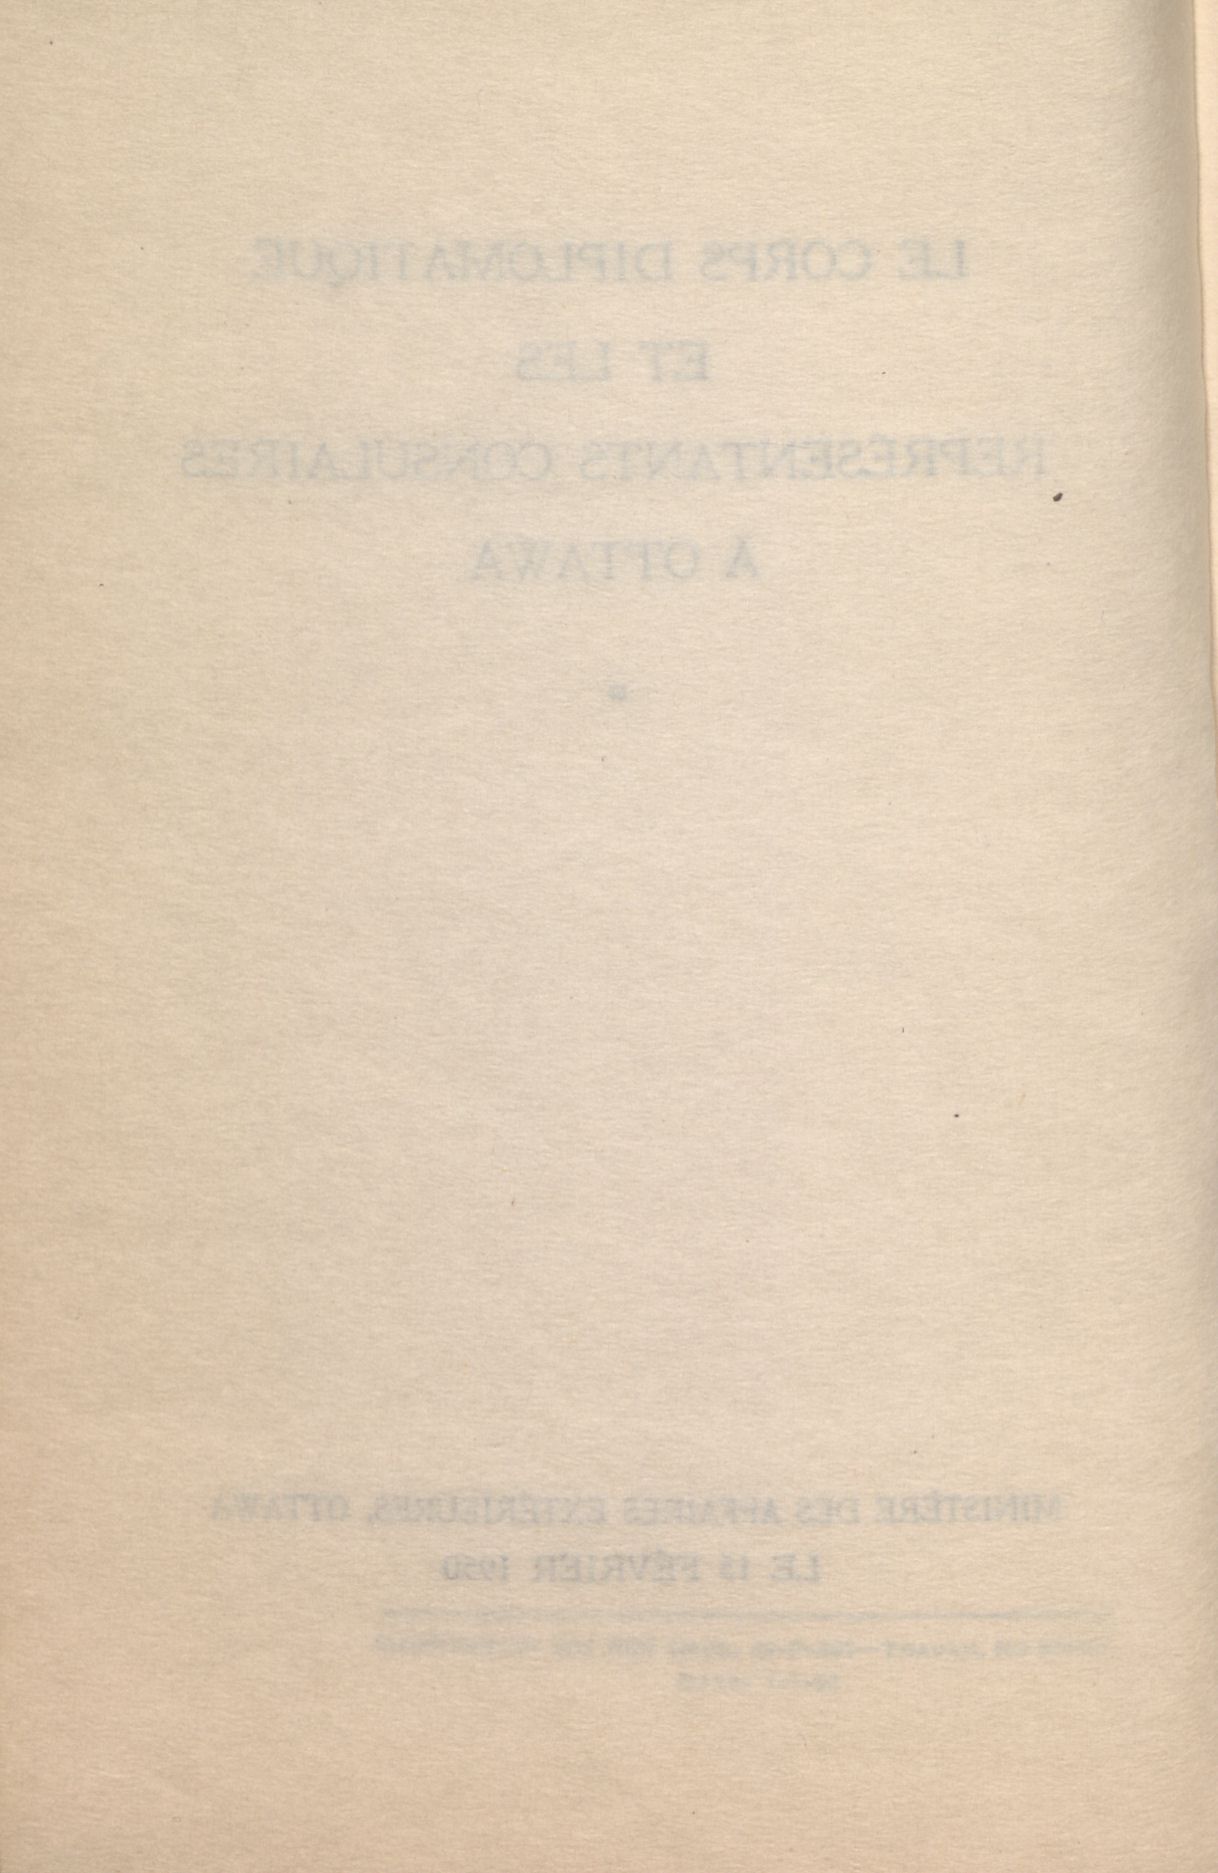 LE CORPS DIPLOMATIQUE
ET LES
REPRÉSENTANTS CONSULAIRES
À OTTAWA
MINISTÈRE DES AFFAIRES EXTÉRIEURES, OTTAWA
LE 15 FÉVRIER 1950